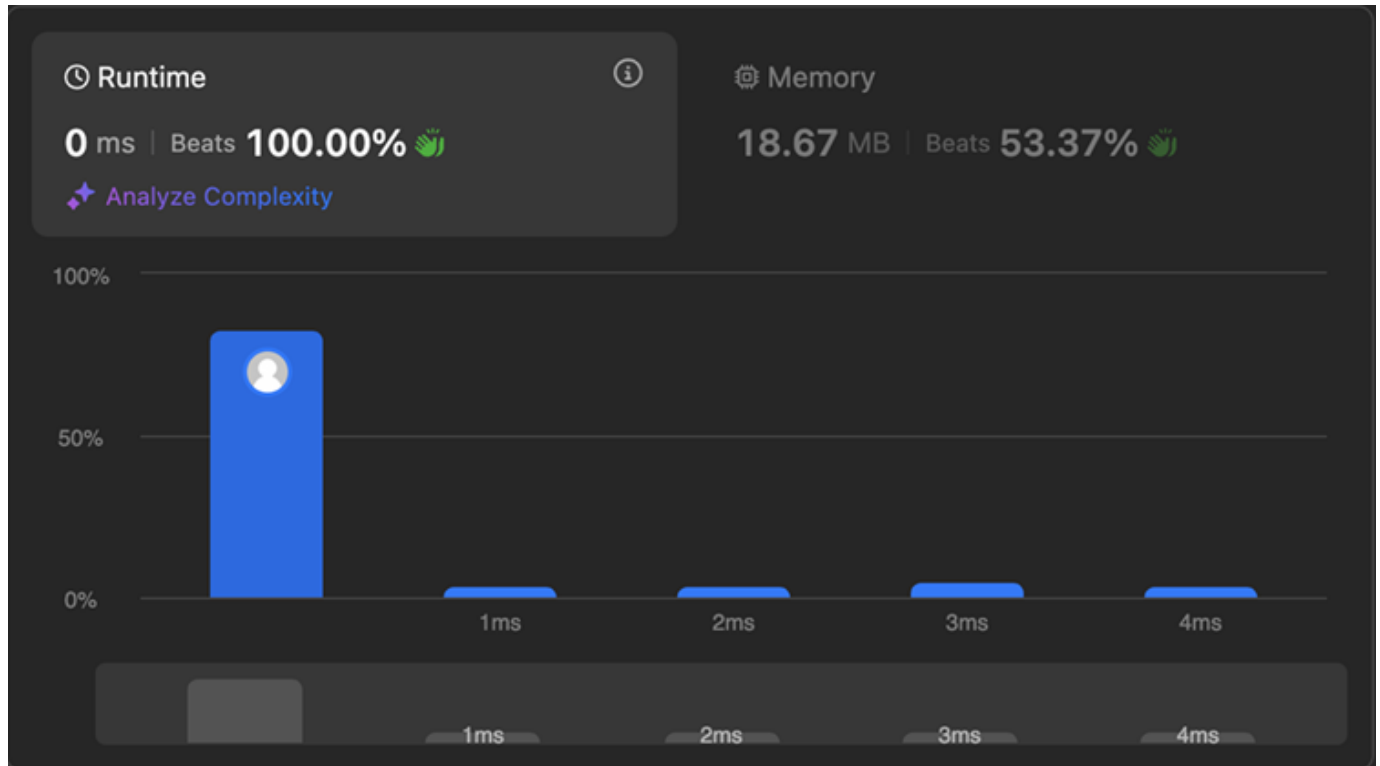 Runtime
0 ms | Beats 100.00%
Analyze Complexity
Memory
18.67 MB | Beats 53.37%
100%
50%
0%
1ms 2ms 3ms 4ms
1ms 2ms 3ms 4ms